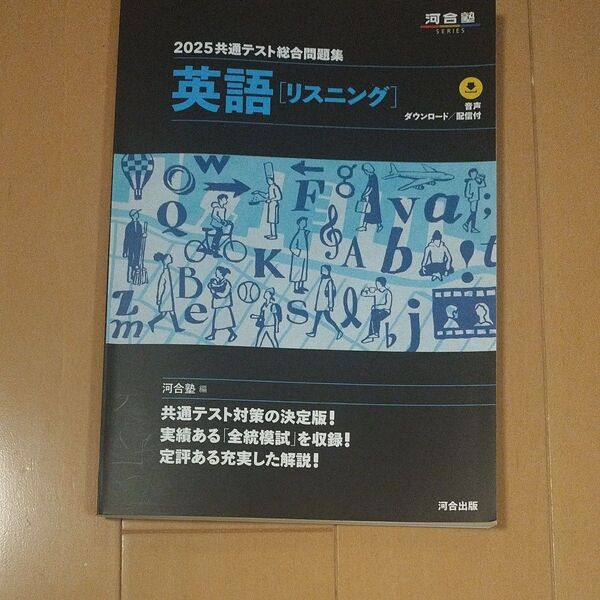 河合塾
SERIES
2025共通テスト総合問題集
英語[リスニング]
音声
ダウンロード/配信付
W
F
g
O
Q
v
a
;
A
b
!
t
B
e
K
s
l
z
m
b
j
河合塾 編
共通テスト対策の決定版!
実績ある「全統模試」を収録!
定評ある充実した解説!
河合出版